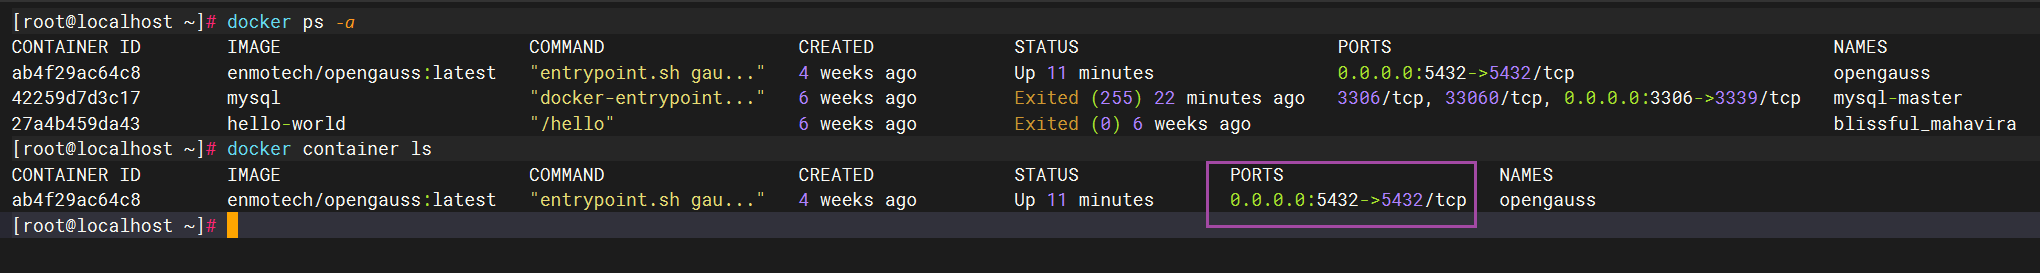 [root@localhost ~]# docker ps -a
CONTAINER ID        IMAGE                       COMMAND                  CREATED             STATUS                        PORTS                                         NAMES
ab4f29ac64c8        enmotech/opengauss:latest   "entrypoint.sh gau..."   4 weeks ago         Up 11 minutes                 0.0.0.0:5432->5432/tcp                        opengauss
42259d7d3c17        mysql                       "docker-entrypoint..."   6 weeks ago         Exited (255) 22 minutes ago   3306/tcp, 33060/tcp, 0.0.0.0:3306->3339/tcp   mysql-master
27a4b459da43        hello-world                 "/hello"                 6 weeks ago         Exited (0) 6 weeks ago                                                      blissful_mahavira
[root@localhost ~]# docker container ls
CONTAINER ID        IMAGE                       COMMAND                  CREATED             STATUS              PORTS                    NAMES
ab4f29ac64c8        enmotech/opengauss:latest   "entrypoint.sh gau..."   4 weeks ago         Up 11 minutes       0.0.0.0:5432->5432/tcp   opengauss
[root@localhost ~]#